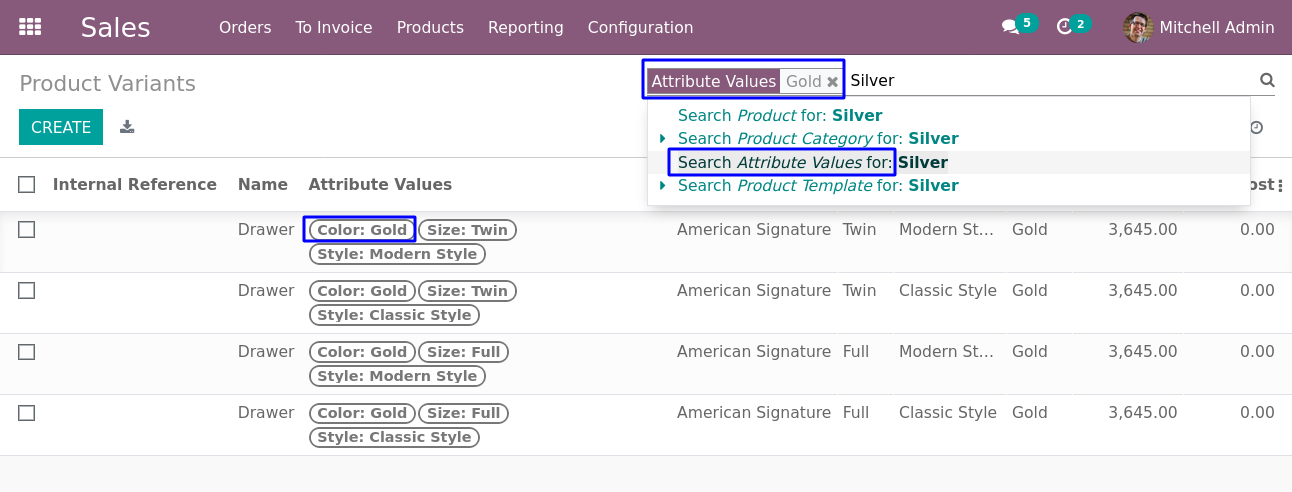 Sales Orders To Invoice Products Reporting Configuration 5 2 Mitchell Admin
Product Variants Attribute Values Gold Silver
CREATE
Search Product for: Silver
Search Product Category for: Silver
Search Attribute Values for: Silver
Search Product Template for: Silver
Internal Reference Name Attribute Values ost
Drawer Color: Gold Size: Twin American Signature Twin Modern St... Gold 3,645.00 0.00
Style: Modern Style
Drawer Color: Gold Size: Twin American Signature Twin Classic Style Gold 3,645.00 0.00
Style: Classic Style
Drawer Color: Gold Size: Full American Signature Full Modern St... Gold 3,645.00 0.00
Style: Modern Style
Drawer Color: Gold Size: Full American Signature Full Classic Style Gold 3,645.00 0.00
Style: Classic Style